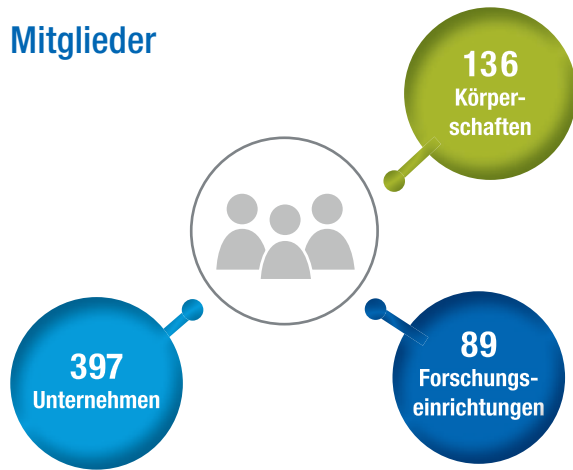 Mitglieder
136
Körper-
schaften
397
Unternehmen
89
Forschungs-
einrichtungen